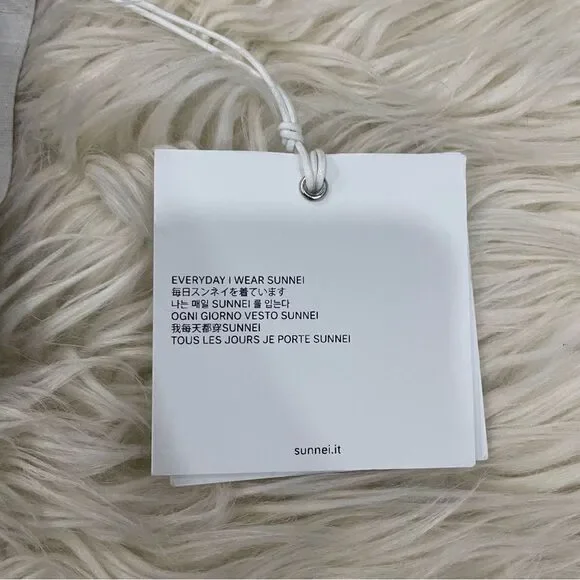 EVERYDAY I WEAR SUNNEI
毎日スンネイを着ています
나는 매일 SUNNEI 를 입는다
OGNI GIORNO VESTO SUNNEI
我每天都穿SUNNEI
TOUS LES JOURS JE PORTE SUNNEI
sunnei.it